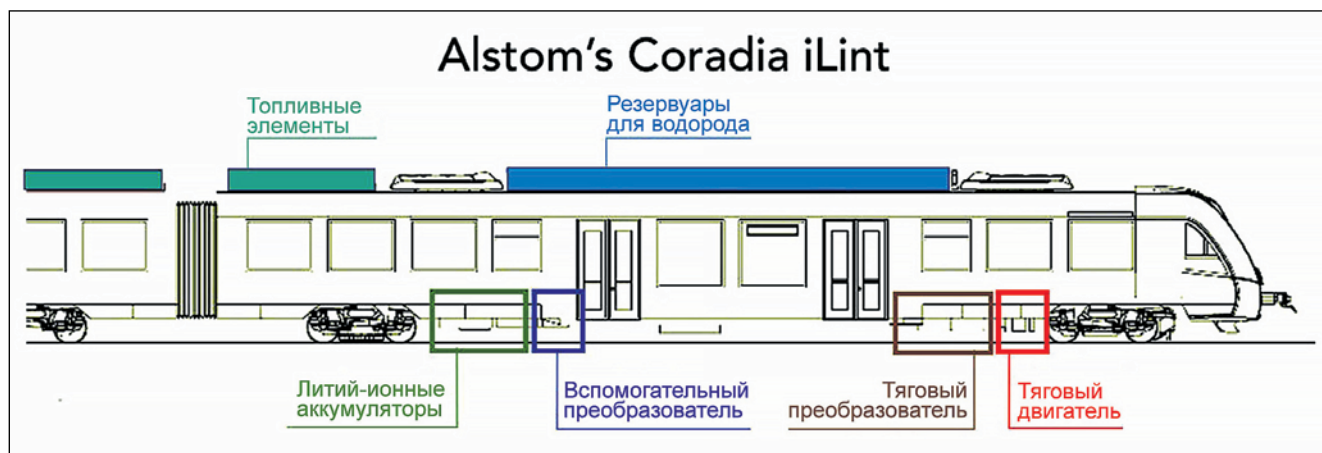 Alstom's Coradia iLint
Топливные
элементы
Резервуары
для водорода
Литий-ионные
аккумуляторы
Вспомогательный
преобразователь
Тяговый
преобразователь
Тяговый
двигатель